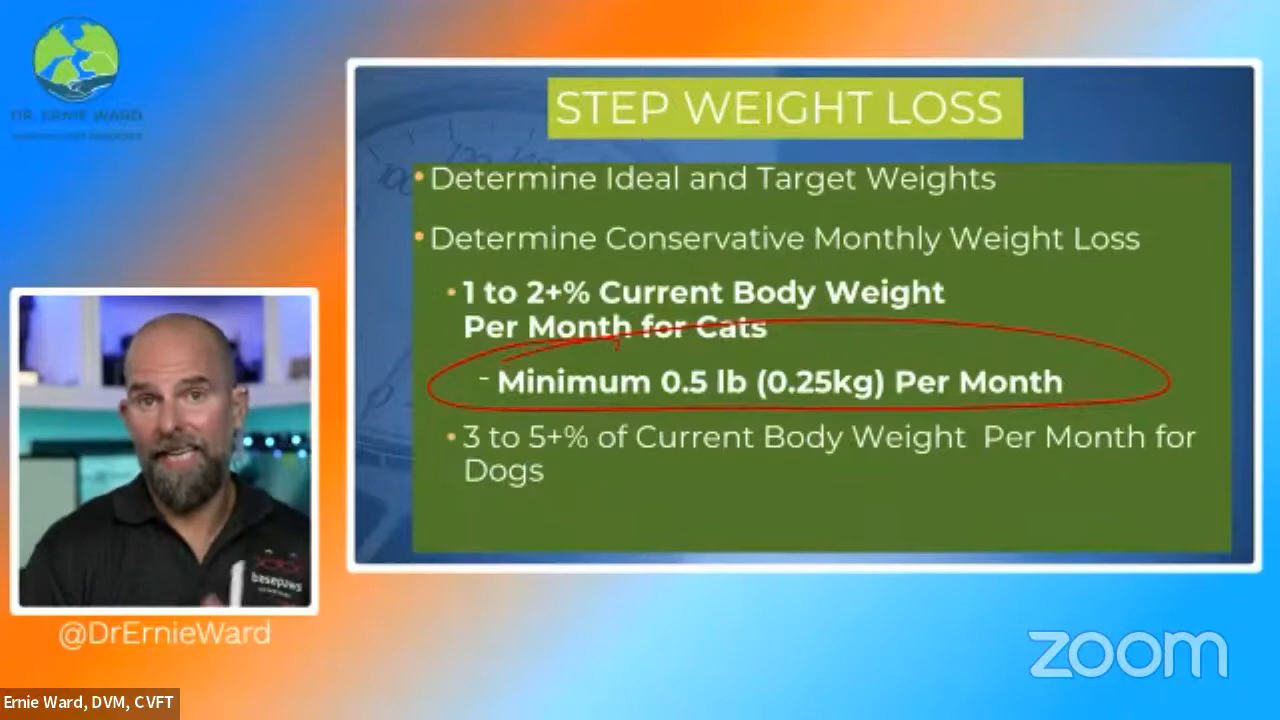 DR. ERNIE WARD
STEP WEIGHT LOSS
•Determine Ideal and Target Weights
•Determine Conservative Monthly Weight Loss
•1 to 2+% Current Body Weight
Per Month for Cats
-Minimum 0.5 lb (0.25kg) Per Month
•3 to 5+% of Current Body Weight Per Month for
Dogs
basepaws
@DrErnieWard
zoom
Ernie Ward, DVM, CVFT